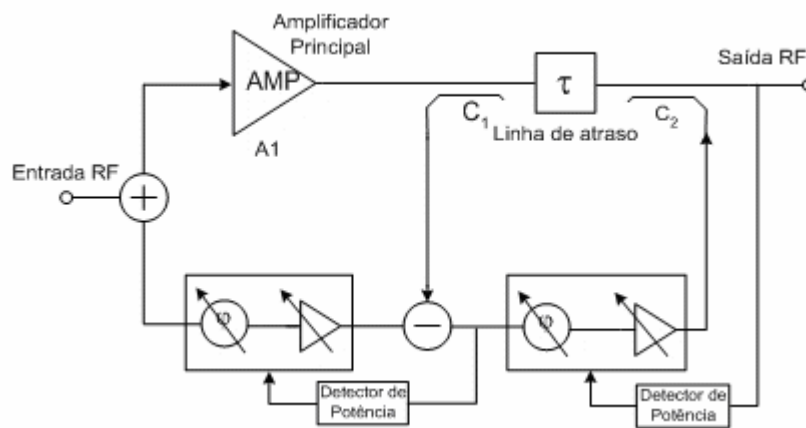 Amplificador
Principal
Saída RF
AMP
τ
C1
C2
A1
Linha de atraso
Entrada RF
+
φ
−
φ
Detector de
Potência
Detector de
Potência